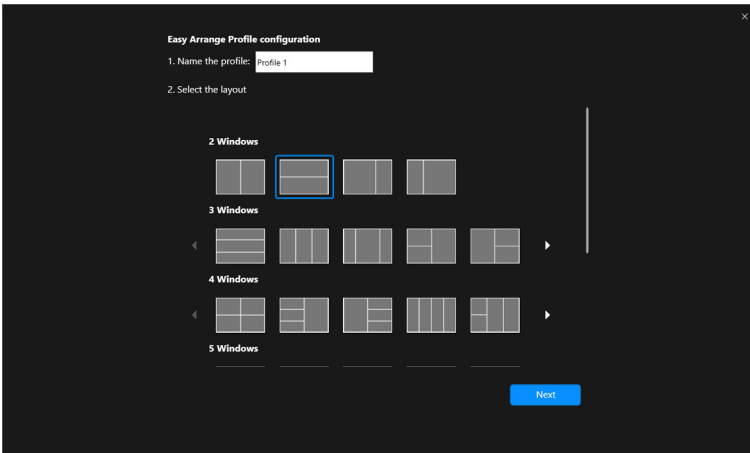 Easy Arrange Profile configuration
1. Name the profile: Profile 1
2. Select the layout
2 Windows
3 Windows
4 Windows
5 Windows
Next